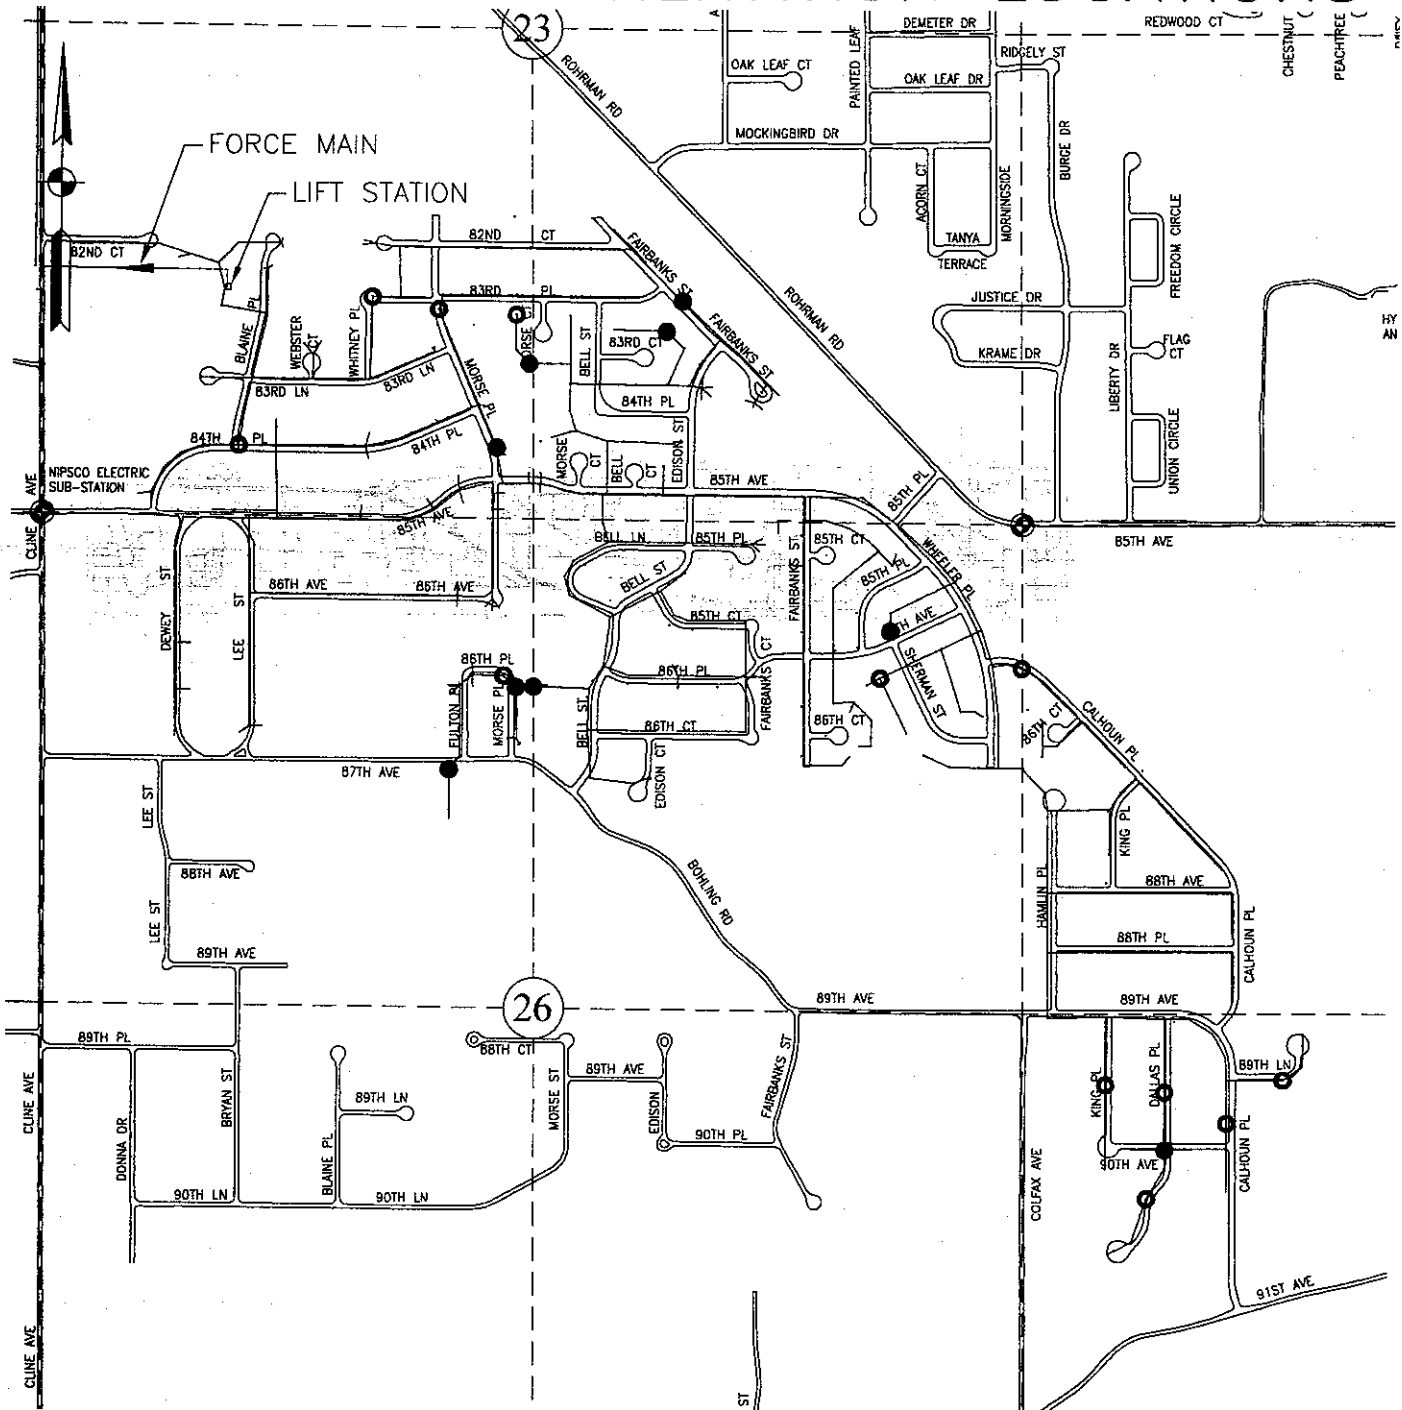 23
DEMETER DR
REDWOOD CT
CHESTNUT
PEACHTREE
RIDGELY ST
OAK LEAF CT
PAINTED LEAF
OAK LEAF DR
ROHRMAN RD
MOCKINGBIRD DR
BURGE DR
FORCE MAIN
LIFT STATION
ACORN CT
MORNINGSIDE
TANYA
TERRACE
FREEDOM CIRCLE
82ND CT
82ND CT
FAIRBANKS ST
83RD PL
ROHRMAN RD
JUSTICE DR
HY
AN
BLAINE PL
WEBSTER CT
WHITNEY PL
FAIRBANKS ST
BELL ST
83RD CT
KRAME DR
FLAG
CT
LIBERTY DR
83RD LN
83RD LN
MORSE PL
84TH PL
84TH PL
84TH PL
MORSE CT
BELL CT
EDISON ST
UNION CIRCLE
NIPSCO ELECTRIC
SUB-STATION
CLINE AVE
85TH AVE
85TH PL
85TH AVE
85TH AVE
BELL LN
85TH PL
FAIRBANKS ST
85TH CT
WHEELER PL
85TH PL
DEWEY ST
LEE ST
86TH AVE
86TH AVE
BELL ST
85TH CT
86TH PL
86TH PL
FAIRBANKS CT
SHERMAN ST
FULTON PL
MORSE PL
BELL ST
86TH CT
86TH CT
86TH CT
CALHOUN PL
87TH AVE
EDISON CT
LEE ST
KING PL
88TH AVE
BOHLING RD
HAMLIN PL
88TH AVE
LEE ST
89TH AVE
88TH PL
CALHOUN PL
26
89TH AVE
89TH AVE
89TH PL
88TH CT
89TH AVE
FAIRBANKS ST
89TH LN
CLINE AVE
BRYAN ST
89TH LN
MORSE ST
EDISON
KING PL
DALLAS PL
DONNA DR
BLAINE PL
90TH PL
90TH AVE
CALHOUN PL
90TH LN
90TH LN
COLFAX AVE
91ST AVE
CLINE AVE
ST